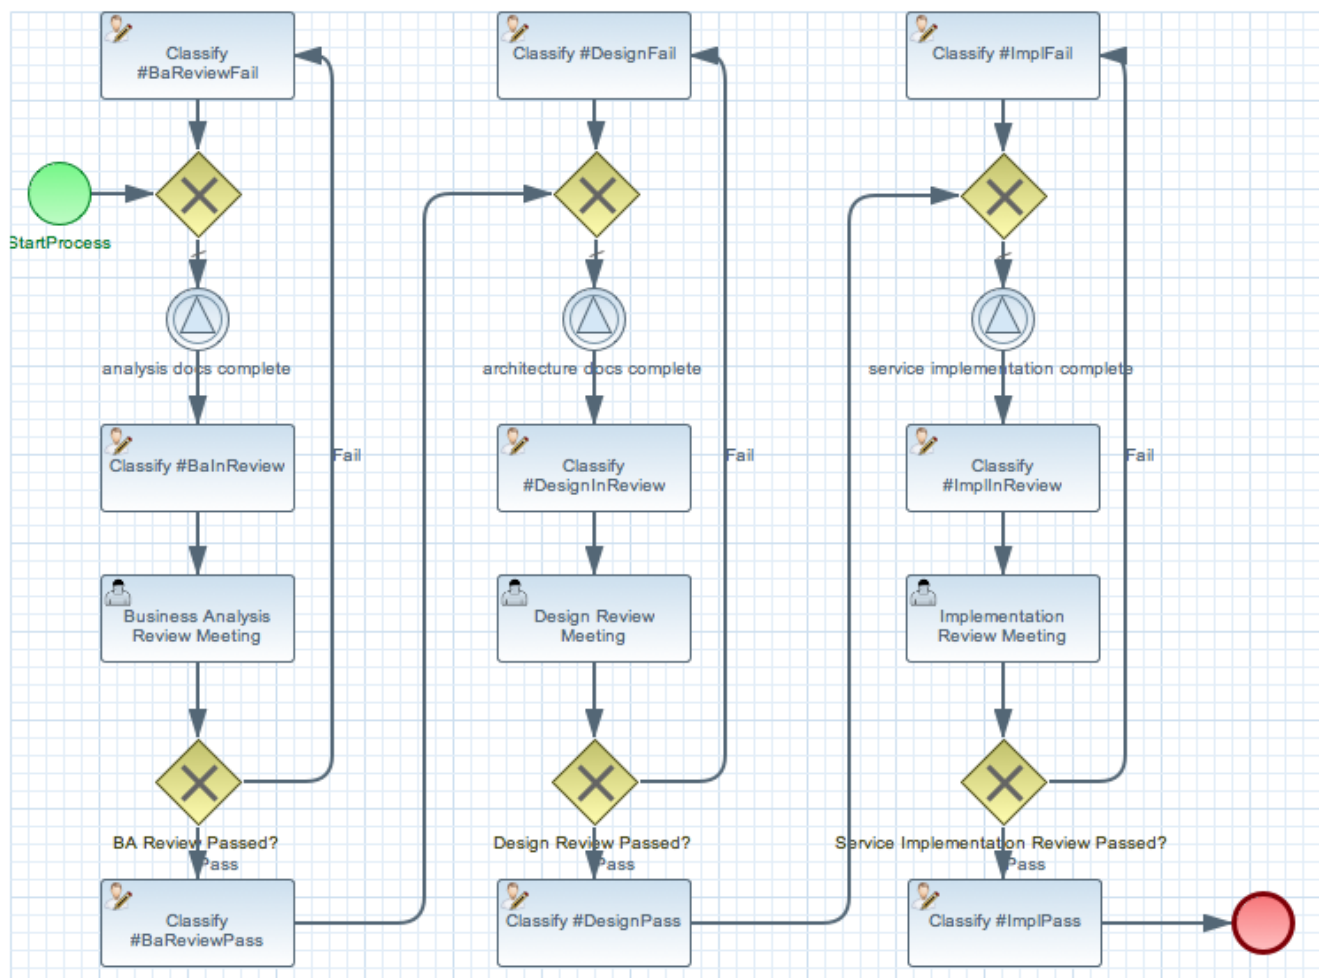 Classify
#BaReviewFail
Classify #DesignFail
Classify #ImplFail
StartProcess
analysis docs complete
architecture docs complete
service implementation complete
Classify #BaInReview
Fail
Classify
#DesignInReview
Fail
Classify
#ImplInReview
Fail
Business Analysis
Review Meeting
Design Review
Meeting
Implementation
Review Meeting
BA Review Passed?
Pass
Design Review Passed?
Pass
Service Implementation Review Passed?
Pass
Classify
#BaReviewPass
Classify #DesignPass
Classify #ImplPass